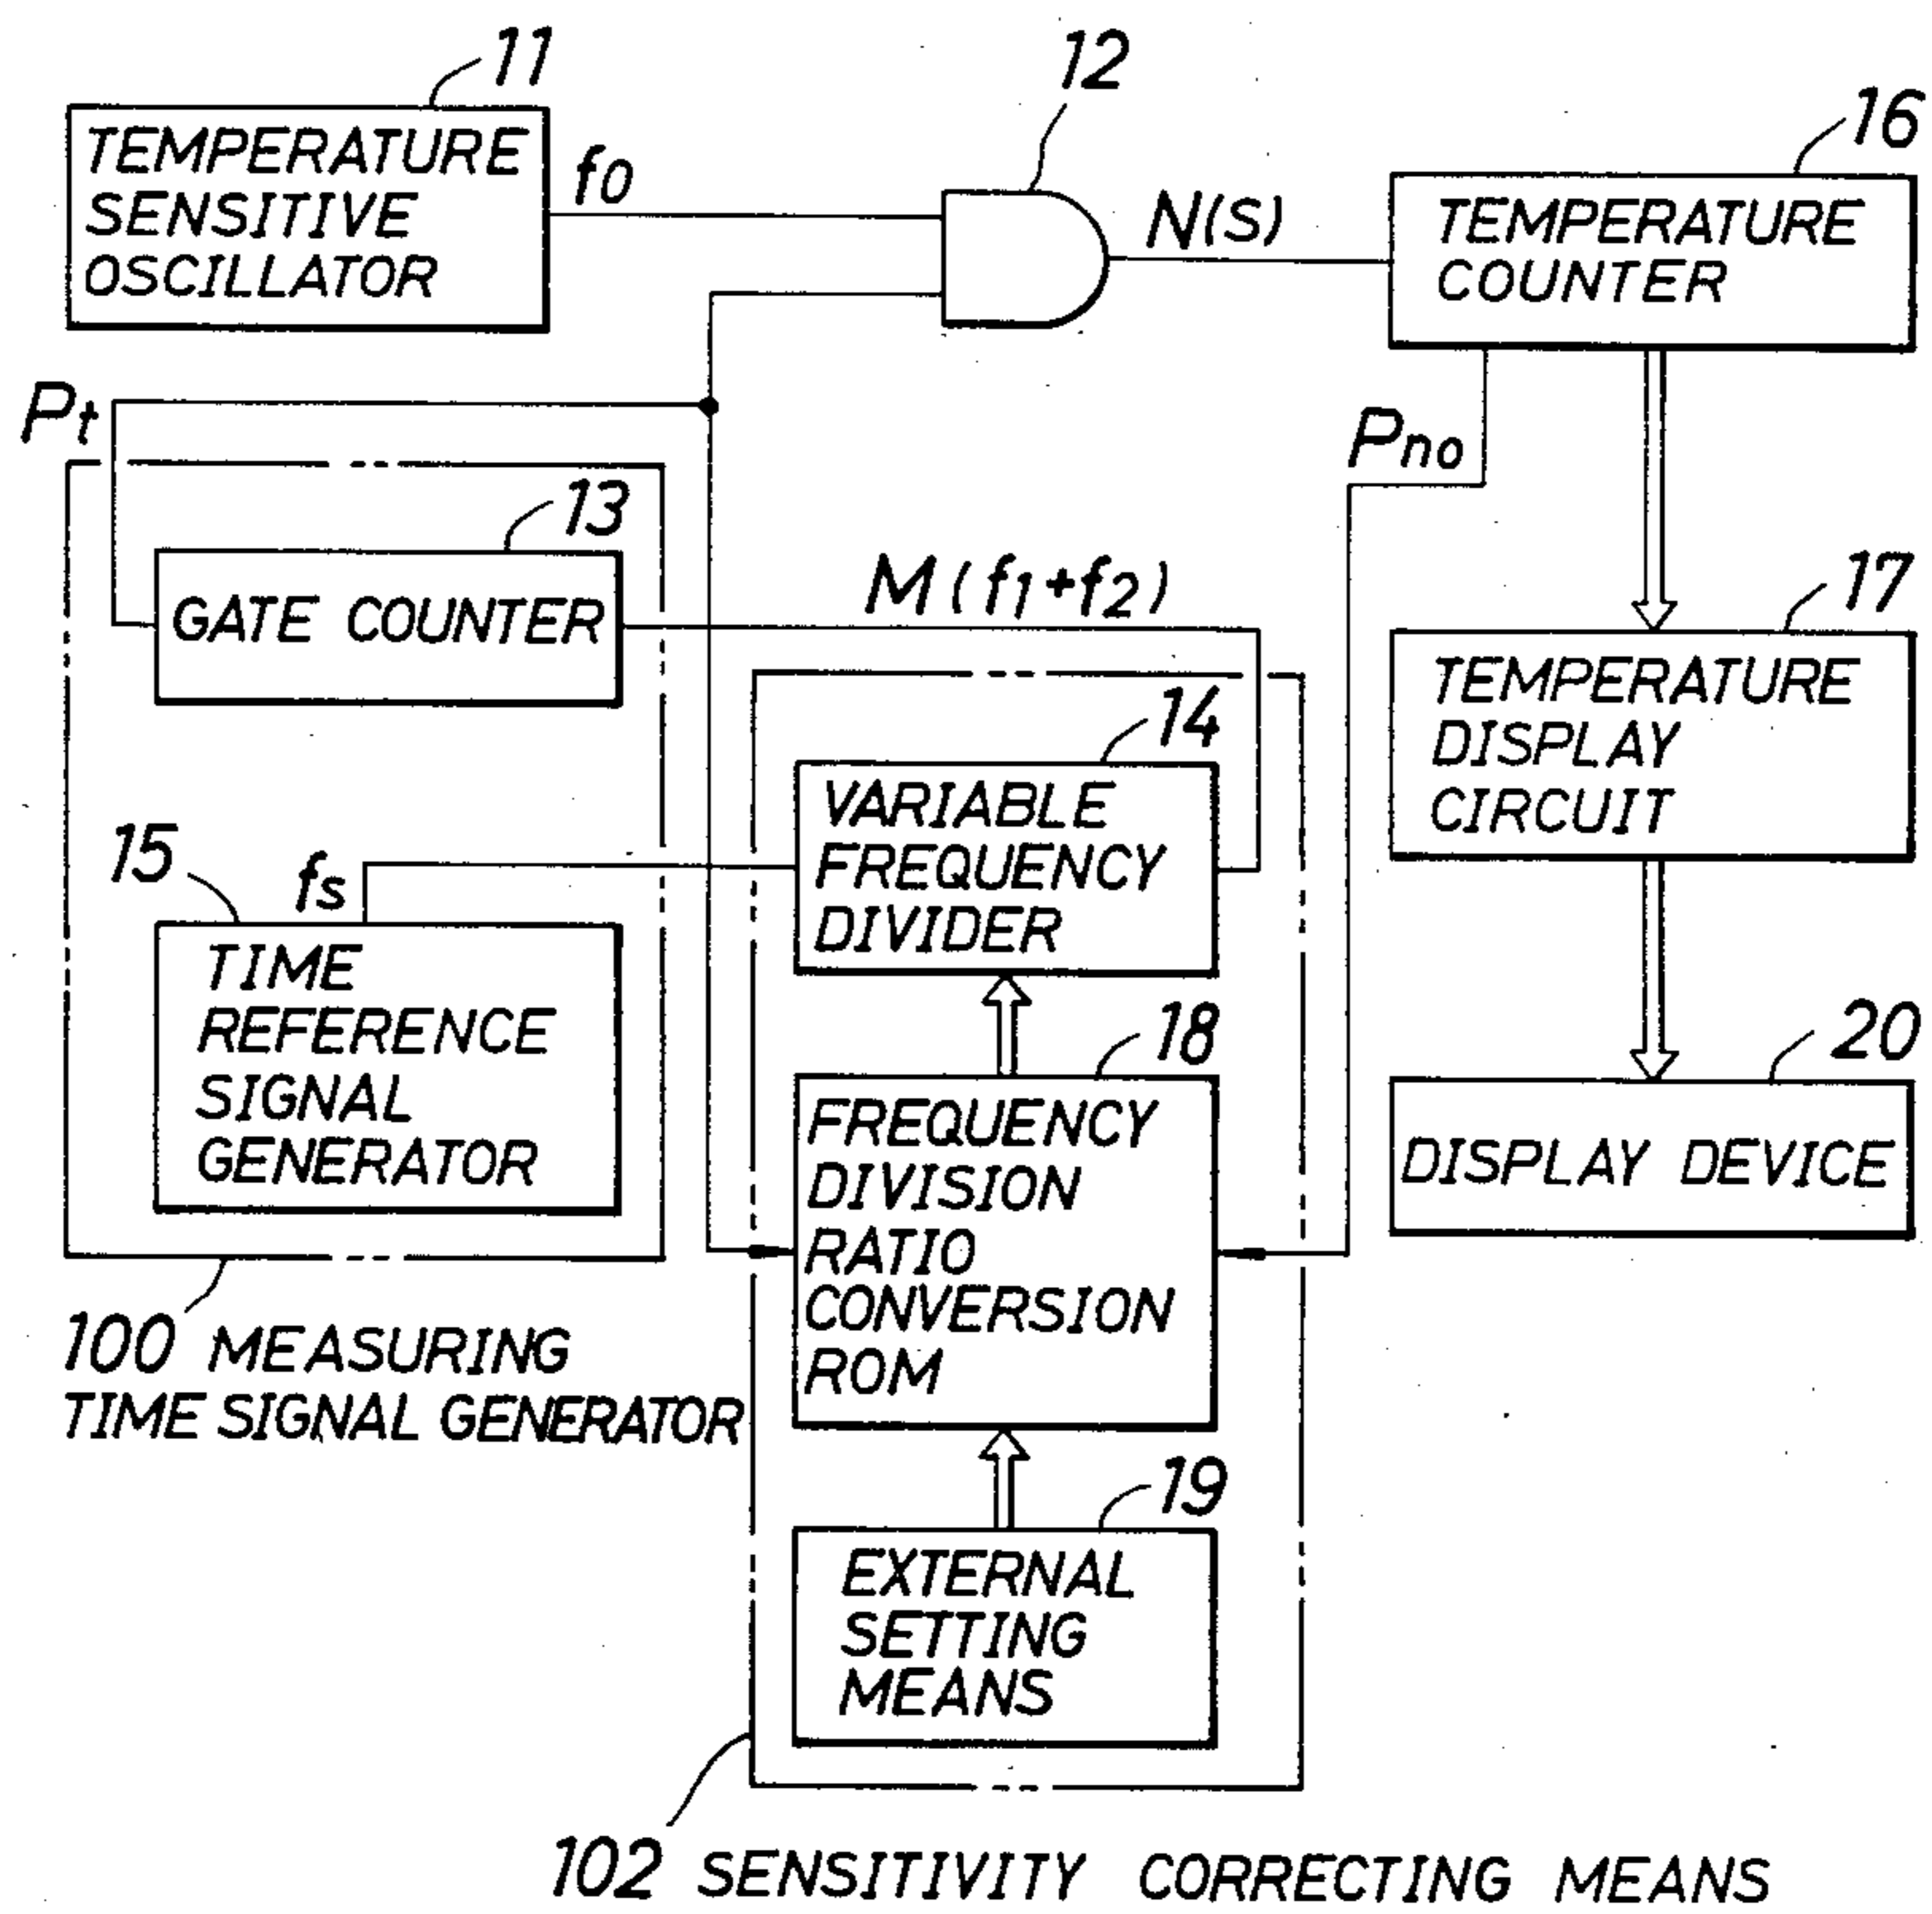 11
12
16
TEMPERATURE
SENSITIVE
OSCILLATOR
fo
N(S)
TEMPERATURE
COUNTER
Pt
Pno
13
GATE COUNTER
M(f1+f2)
17
TEMPERATURE
DISPLAY
CIRCUIT
14
VARIABLE
FREQUENCY
DIVIDER
15
fs
TIME
REFERENCE
SIGNAL
GENERATOR
18
FREQUENCY
DIVISION
RATIO
CONVERSION
ROM
20
DISPLAY DEVICE
100 MEASURING
TIME SIGNAL GENERATOR
19
EXTERNAL
SETTING
MEANS
102 SENSITIVITY CORRECTING MEANS